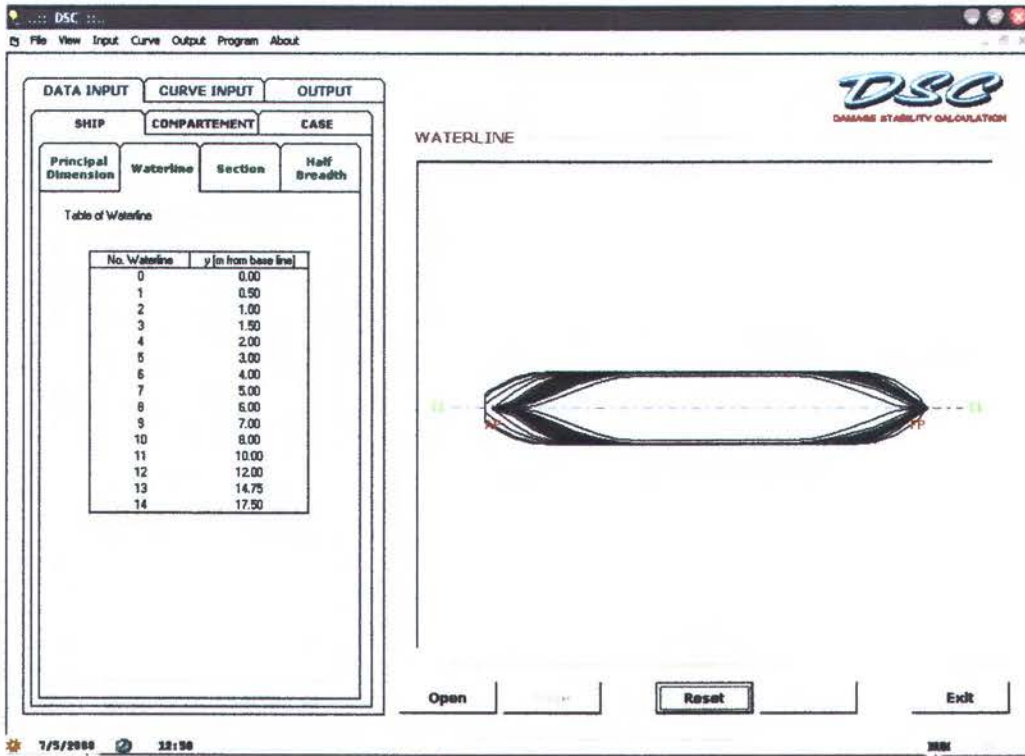 ..:: DSC ::..
File View Input Curve Output Program About
DATA INPUT CURVE INPUT OUTPUT
SHIP COMPARTEMENT CASE
Principal Dimension Waterline Section Half Breadth
Table of Waterline
No. Waterline y [m from base line]
0 0.00
1 0.50
2 1.00
3 1.50
4 2.00
5 3.00
6 4.00
7 5.00
8 6.00
9 7.00
10 8.00
11 10.00
12 12.00
13 14.75
14 17.50
DSC
DAMAGE STABILITY CALCULATION
WATERLINE
AP FP
Open Reset Exit
12:50